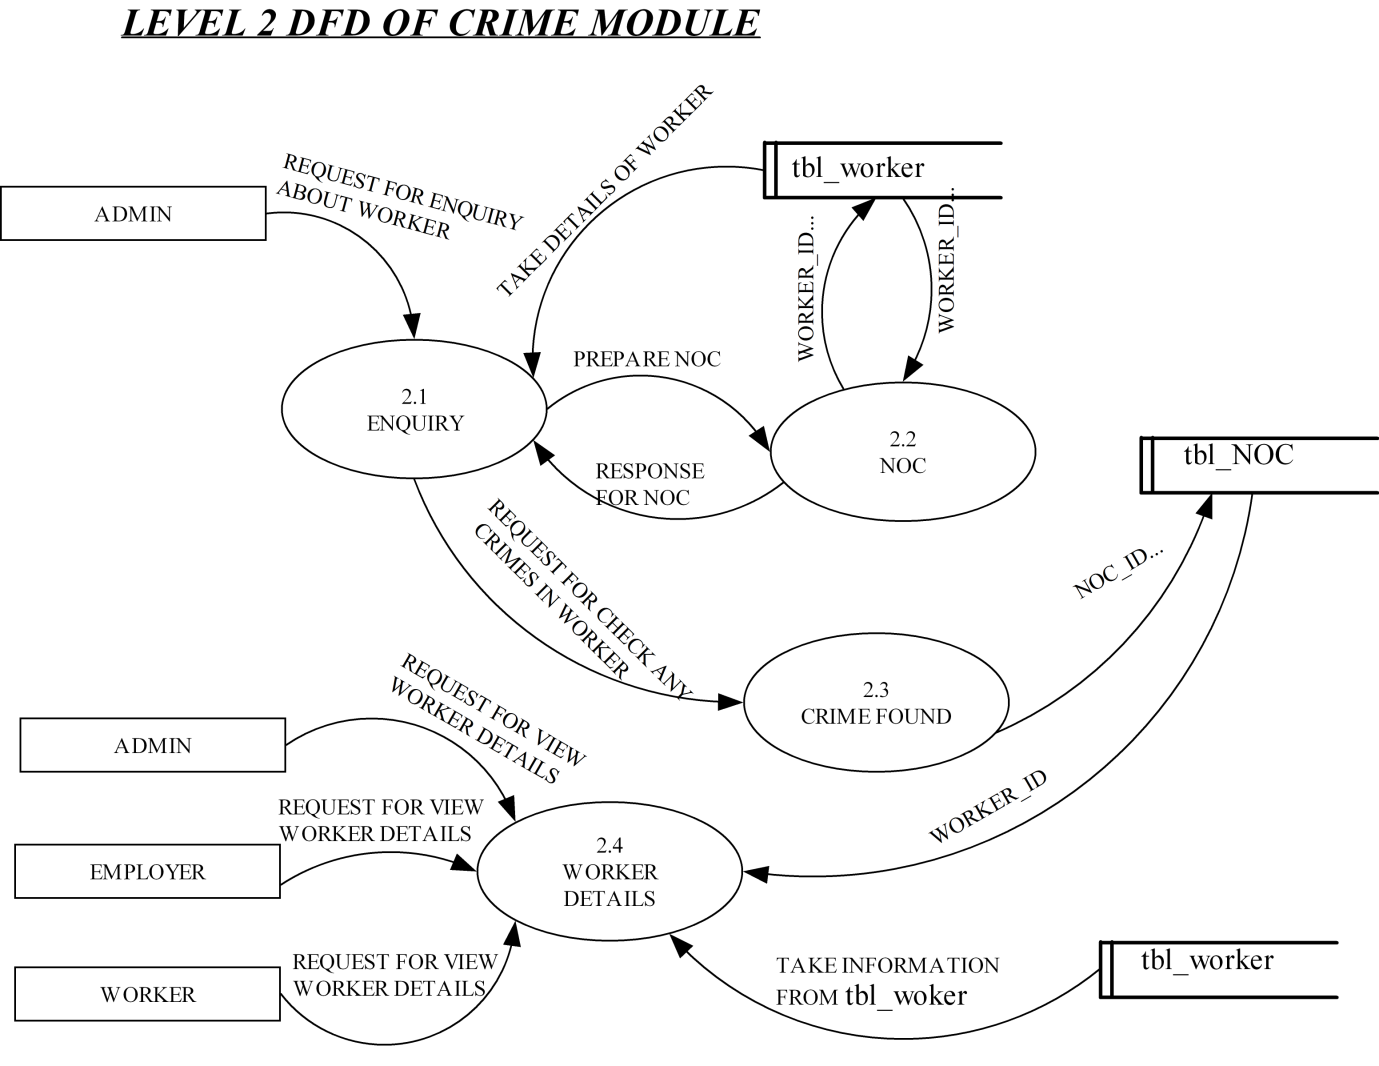 LEVEL 2 DFD OF CRIME MODULE
REQUEST FOR ENQUIRY
ABOUT WORKER
ADMIN
TAKE DETAILS OF WORKER
tbl_worker
WORKER_ID...
WORKER_ID...
2.1
ENQUIRY
PREPARE NOC
2.2
NOC
RESPONSE
FOR NOC
tbl_NOC
REQUEST FOR CHECK ANY
CRIMES IN WORKER
NOC_ID...
2.3
CRIME FOUND
REQUEST FOR VIEW
WORKER DETAILS
ADMIN
REQUEST FOR VIEW
WORKER DETAILS
WORKER_ID
EMPLOYER
2.4
WORKER
DETAILS
REQUEST FOR VIEW
WORKER DETAILS
WORKER
TAKE INFORMATION
FROM tbl_woker
tbl_worker